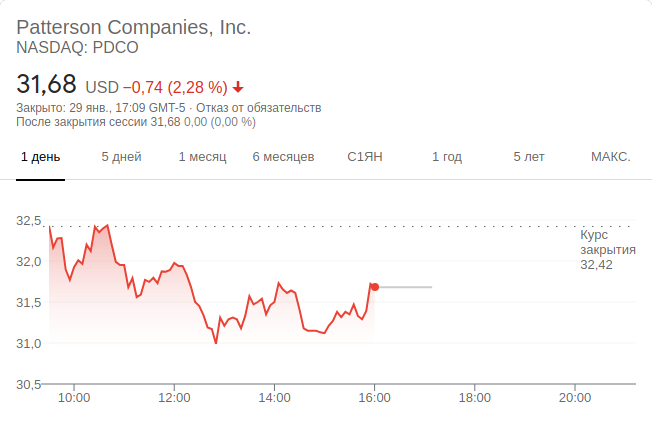 Patterson Companies, Inc.
NASDAQ: PDCO
31,68 USD −0,74 (2,28 %)
Закрыто: 29 янв., 17:09 GMT-5 · Отказ от обязательств
После закрытия сессии 31,68 0,00 (0,00 %)
1 день 5 дней 1 месяц 6 месяцев С1ЯН 1 год 5 лет МАКС.
32,5
Курс
закрытия
32,42
32,0
31,5
31,0
30,5
10:00 12:00 14:00 16:00 18:00 20:00